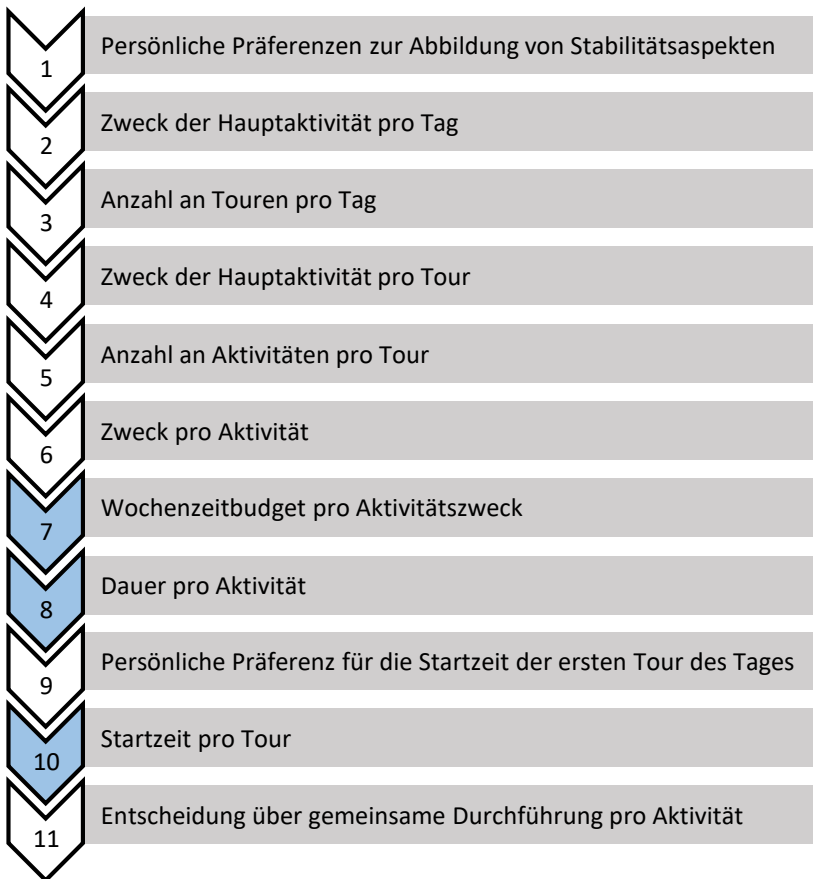 1 Persönliche Präferenzen zur Abbildung von Stabilitätsaspekten
2 Zweck der Hauptaktivität pro Tag
3 Anzahl an Touren pro Tag
4 Zweck der Hauptaktivität pro Tour
5 Anzahl an Aktivitäten pro Tour
6 Zweck pro Aktivität
7 Wochenzeitbudget pro Aktivitätszweck
8 Dauer pro Aktivität
9 Persönliche Präferenz für die Startzeit der ersten Tour des Tages
10 Startzeit pro Tour
11 Entscheidung über gemeinsame Durchführung pro Aktivität